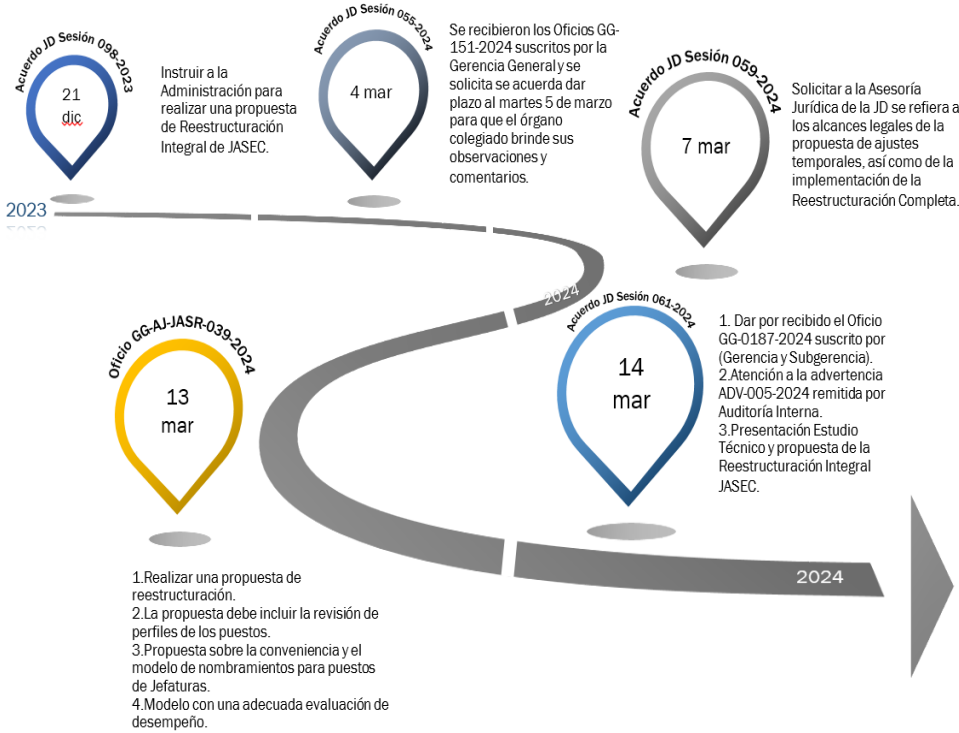 Acuerdo JD Sesión 098-2023
21
dic
Instruir a la
Administración para
realizar una propuesta
de Reestructuración
Integral de JASEC.
Acuerdo JD Sesión 055-2024
4 mar
Se recibieron los Oficios GG-
151-2024 suscritos por la
Gerencia General y se
solicita se acuerda dar
plazo al martes 5 de marzo
para que el órgano
colegiado brinde sus
observaciones y
comentarios.
Acuerdo JD Sesión 059-2024
7 mar
Solicitar a la Asesoría
Jurídica de la JD se refiera a
los alcances legales de la
propuesta de ajustes
temporales, así como de la
implementación de la
Reestructuración Completa.
2023
2024
Oficio GG-AJ-JASR-039-2024
13
mar
1.Realizar una propuesta de
reestructuración.
2.La propuesta debe incluir la revisión de
perfiles de los puestos.
3.Propuesta sobre la conveniencia y el
modelo de nombramientos para puestos
de Jefaturas.
4.Modelo con una adecuada evaluación de
desempeño.
Acuerdo JD Sesión 061-2024
14
mar
1. Dar por recibido el Oficio
GG-0187-2024 suscrito por
(Gerencia y Subgerencia).
2.Atención a la advertencia
ADV-005-2024 remitida por
Auditoría Interna.
3.Presentación Estudio
Técnico y propuesta de la
Reestructuración Integral
JASEC.
2024